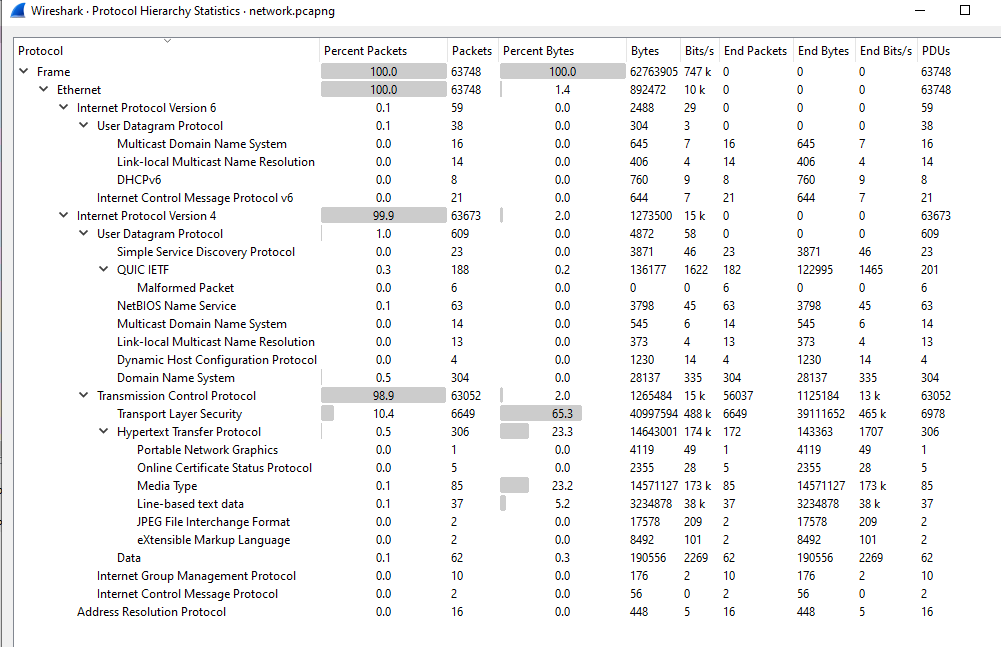 Wireshark · Protocol Hierarchy Statistics · network.pcapng
Protocol Percent Packets Packets Percent Bytes Bytes Bits/s End Packets End Bytes End Bits/s PDUs
Frame 100.0 63748 100.0 62763905 747 k 0 0 0 63748
Ethernet 100.0 63748 1.4 892472 10 k 0 0 0 63748
Internet Protocol Version 6 0.1 59 0.0 2488 29 0 0 0 59
User Datagram Protocol 0.1 38 0.0 304 3 0 0 0 38
Multicast Domain Name System 0.0 16 0.0 645 7 16 645 7 16
Link-local Multicast Name Resolution 0.0 14 0.0 406 4 14 406 4 14
DHCPv6 0.0 8 0.0 760 9 8 760 9 8
Internet Control Message Protocol v6 0.0 21 0.0 644 7 21 644 7 21
Internet Protocol Version 4 99.9 63673 2.0 1273500 15 k 0 0 0 63673
User Datagram Protocol 1.0 609 0.0 4872 58 0 0 0 609
Simple Service Discovery Protocol 0.0 23 0.0 3871 46 23 3871 46 23
QUIC IETF 0.3 188 0.2 136177 1622 182 122995 1465 201
Malformed Packet 0.0 6 0.0 0 0 6 0 0 6
NetBIOS Name Service 0.1 63 0.0 3798 45 63 3798 45 63
Multicast Domain Name System 0.0 14 0.0 545 6 14 545 6 14
Link-local Multicast Name Resolution 0.0 13 0.0 373 4 13 373 4 13
Dynamic Host Configuration Protocol 0.0 4 0.0 1230 14 4 1230 14 4
Domain Name System 0.5 304 0.0 28137 335 304 28137 335 304
Transmission Control Protocol 98.9 63052 2.0 1265484 15 k 56037 1125184 13 k 63052
Transport Layer Security 10.4 6649 65.3 40997594 488 k 6649 39111652 465 k 6978
Hypertext Transfer Protocol 0.5 306 23.3 14643001 174 k 172 143363 1707 306
Portable Network Graphics 0.0 1 0.0 4119 49 1 4119 49 1
Online Certificate Status Protocol 0.0 5 0.0 2355 28 5 2355 28 5
Media Type 0.1 85 23.2 14571127 173 k 85 14571127 173 k 85
Line-based text data 0.1 37 5.2 3234878 38 k 37 3234878 38 k 37
JPEG File Interchange Format 0.0 2 0.0 17578 209 2 17578 209 2
eXtensible Markup Language 0.0 2 0.0 8492 101 2 8492 101 2
Data 0.1 62 0.3 190556 2269 62 190556 2269 62
Internet Group Management Protocol 0.0 10 0.0 176 2 10 176 2 10
Internet Control Message Protocol 0.0 2 0.0 56 0 2 56 0 2
Address Resolution Protocol 0.0 16 0.0 448 5 16 448 5 16